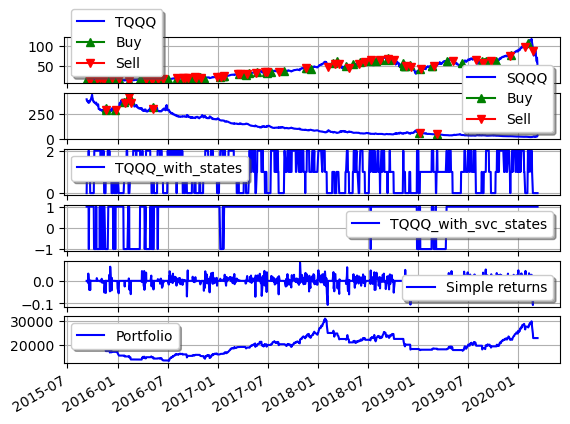 TQQQ
Buy
Sell
100
50
SQQQ
Buy
Sell
250
0
TQQQ_with_states
2
0
TQQQ_with_svc_states
1
0
−1
Simple returns
0.0
−0.1
Portfolio
30000
20000
2015-07
2016-01
2016-07
2017-01
2017-07
2018-01
2018-07
2019-01
2019-07
2020-01